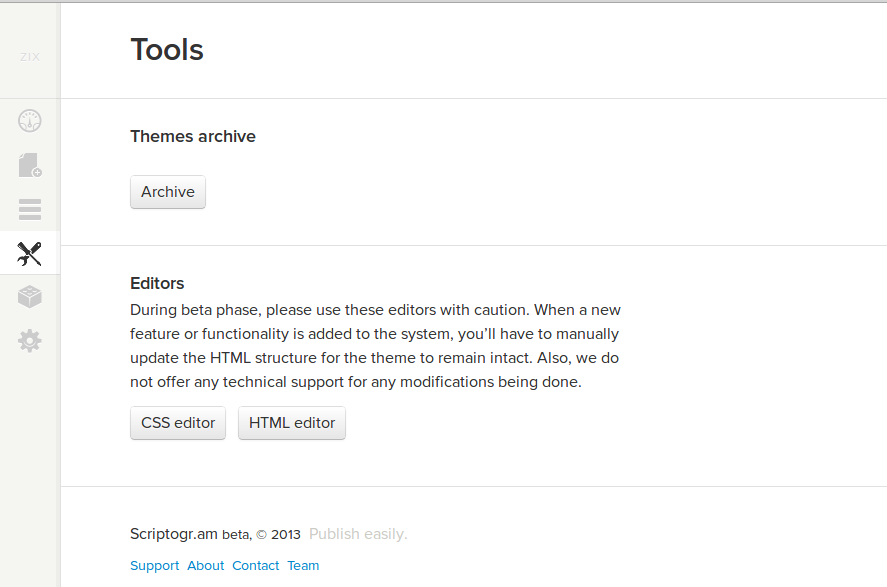 ZIX
Tools
Themes archive
Archive
Editors
During beta phase, please use these editors with caution. When a new
feature or functionality is added to the system, you’ll have to manually
update the HTML structure for the theme to remain intact. Also, we do
not offer any technical support for any modifications being done.
CSS editor HTML editor
Scriptogr.am beta, © 2013 Publish easily.
Support About Contact Team